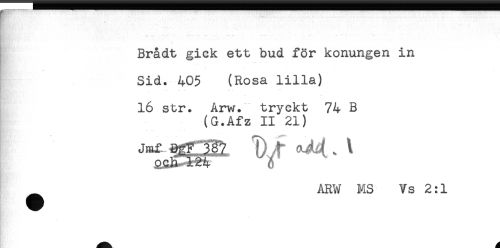 Brådt gick ett bud för konungen in
Sid. 405 (Rosa lilla)
16 str. Arw. tryckt 74 B
(G.Afz II 21)
Jmf DgF 387 Dgf add. 1
och 124
ARW MS Vs 2:1